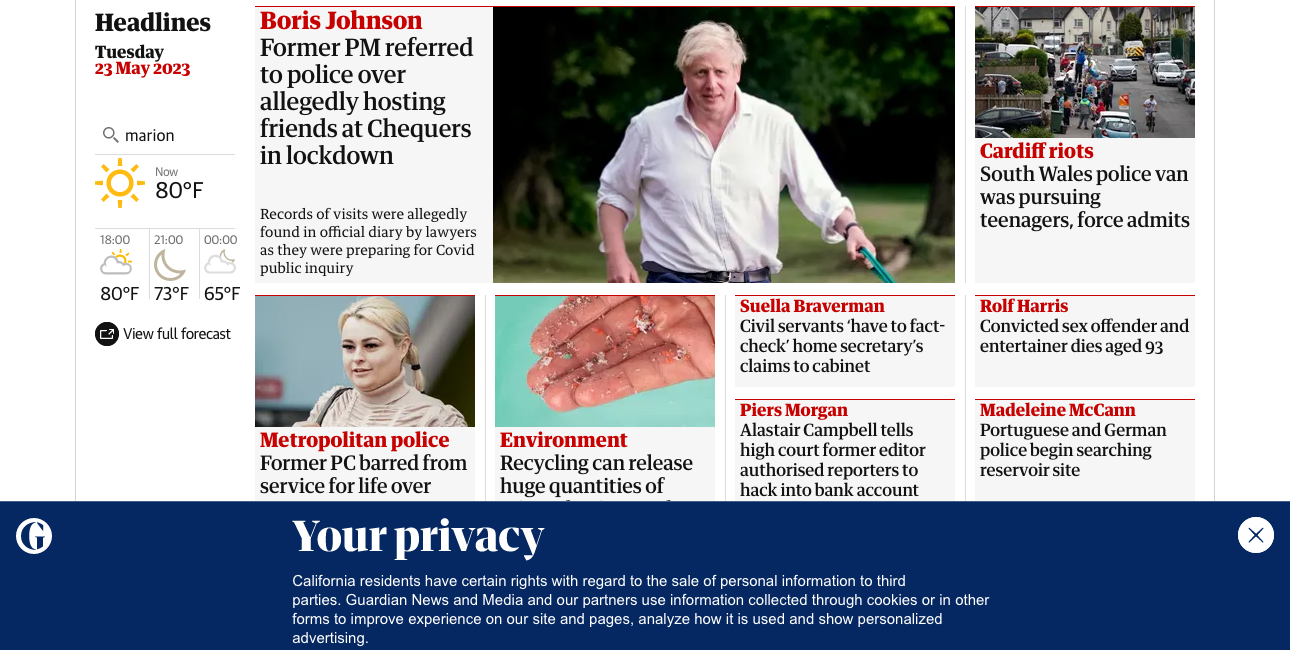 Headlines
Tuesday
23 May 2023
marion
Now
80°F
18:00
21:00
00:00
80°F
73°F
65°F
View full forecast
Boris Johnson
Former PM referred
to police over
allegedly hosting
friends at Chequers
in lockdown
Records of visits were allegedly
found in official diary by lawyers
as they were preparing for Covid
public inquiry
Cardiff riots
South Wales police van
was pursuing
teenagers, force admits
Metropolitan police
Former PC barred from
service for life over
Environment
Recycling can release
huge quantities of
Suella Braverman
Civil servants ‘have to fact-
check’ home secretary’s
claims to cabinet
Piers Morgan
Alastair Campbell tells
high court former editor
authorised reporters to
hack into bank account
Rolf Harris
Convicted sex offender and
entertainer dies aged 93
Madeleine McCann
Portuguese and German
police begin searching
reservoir site
G
Your privacy
California residents have certain rights with regard to the sale of personal information to third
parties. Guardian News and Media and our partners use information collected through cookies or in other
forms to improve experience on our site and pages, analyze how it is used and show personalized
advertising.